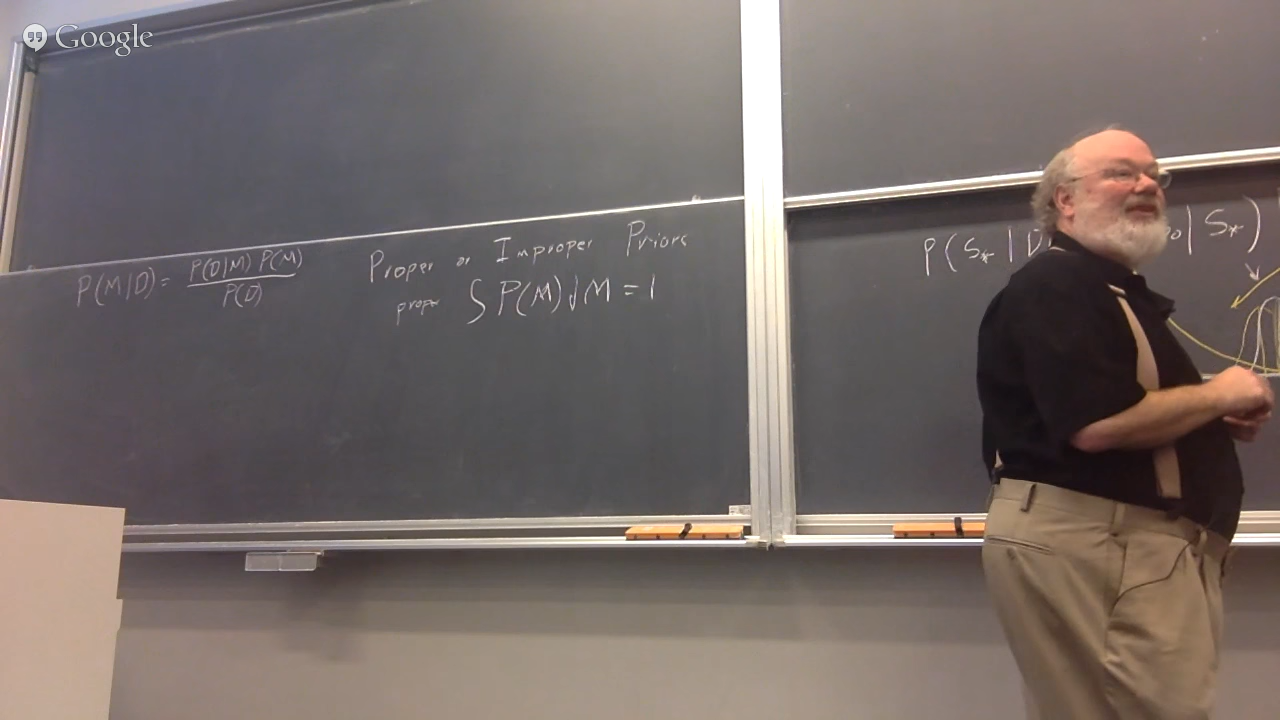 Google
P(M|D) = P(D|M) P(M) / P(D)
Proper or Improper Priors
proper ∫ P(M) dM = 1
P(S* | D
| S*)